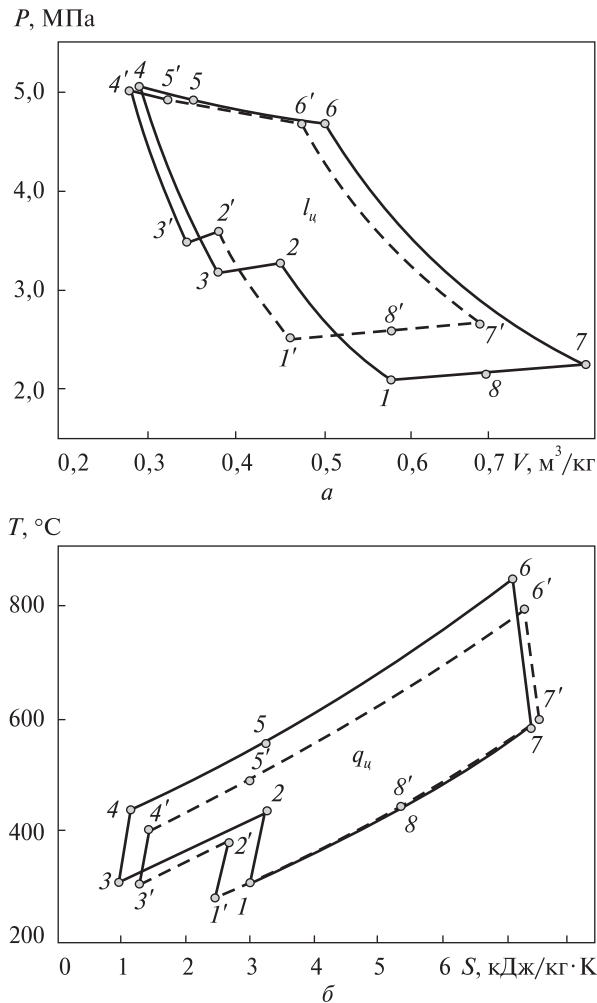 P, МПа
4′ 4 5′ 5 6′ 6
5,0
4,0
lц
3′ 2′
3 2
3,0
8′
1′ 7′ 7
2,0
1 8
0,2 0,3 0,4 0,5 0,6 0,7 V, м³/кг
а
T, °С
6
6′
800
7′
600 5 7
5′ qц
4 4′ 2 8′
400 8
2′
3 3′ 1′ 1
200
0 1 2 3 4 5 6 S, кДж/кг·К
б